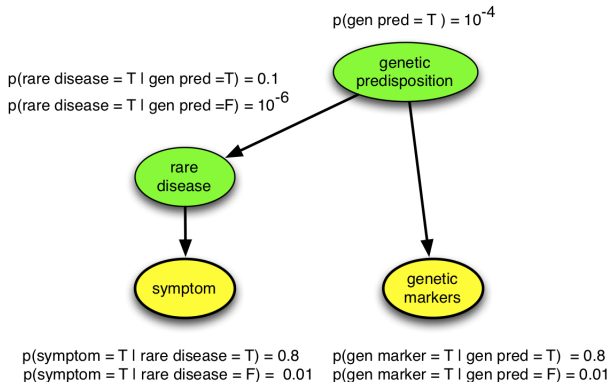 p(gen pred = T ) = 10^-4
genetic
predisposition
p(rare disease = T l gen pred =T) = 0.1
p(rare disease = T l gen pred =F) = 10^-6
rare
disease
symptom
genetic
markers
p(symptom = T l rare disease = T) = 0.8
p(symptom = T l rare disease = F) =  0.01
p(gen marker = T l gen pred = T)  = 0.8
p(gen marker = T l gen pred = F) = 0.01